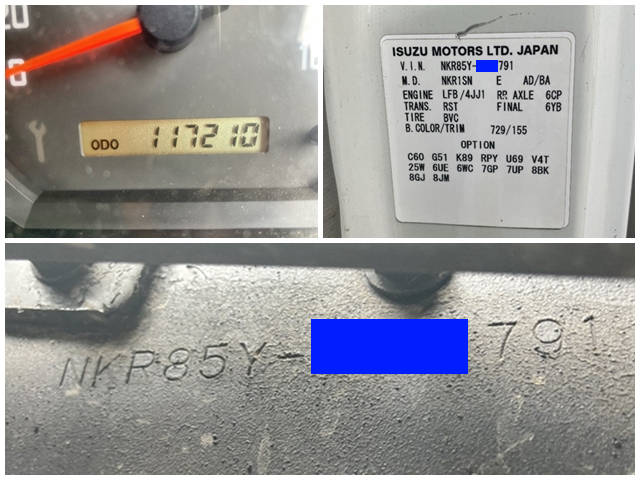 20
0
ODO 117210
ISUZU MOTORS LTD. JAPAN
V.I.N. NKR85Y- 791
M.D. NKR1SN E AD/BA
ENGINE LFB/4JJ1 RR AXLE 6CP
TRANS. RST FINAL 6YB
TIRE BVC
B.COLOR/TRIM 729/155
OPTION
C60 G51 K89 RPY U69 V4T
25W 6UE 6WC 7GP 7UP 8BK
8GJ 8JM
NKR85Y- 791